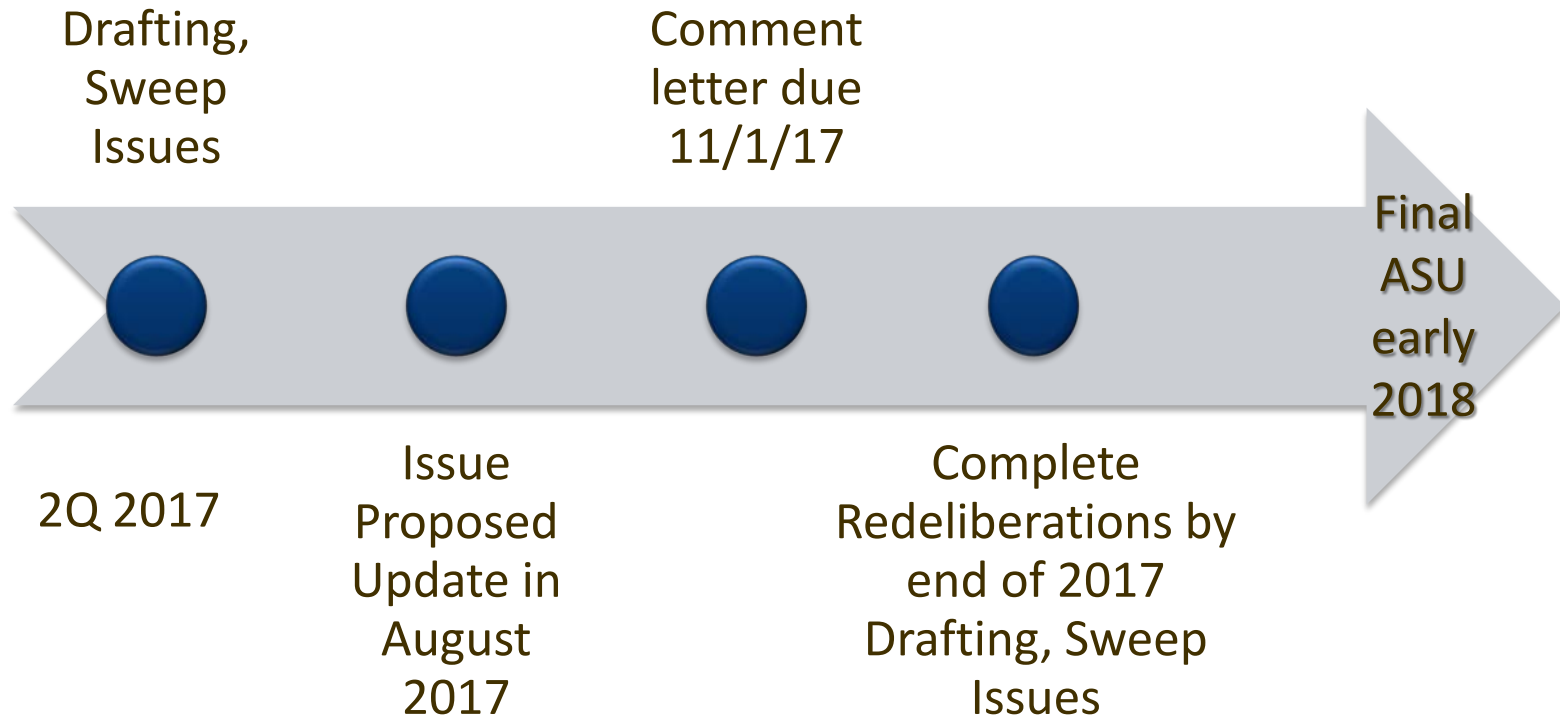 Drafting,
Sweep
Issues
Comment
letter due
11/1/17
Final
ASU
early
2018
2Q 2017
Issue
Proposed
Update in
August
2017
Complete
Redeliberations by
end of 2017
Drafting, Sweep
Issues